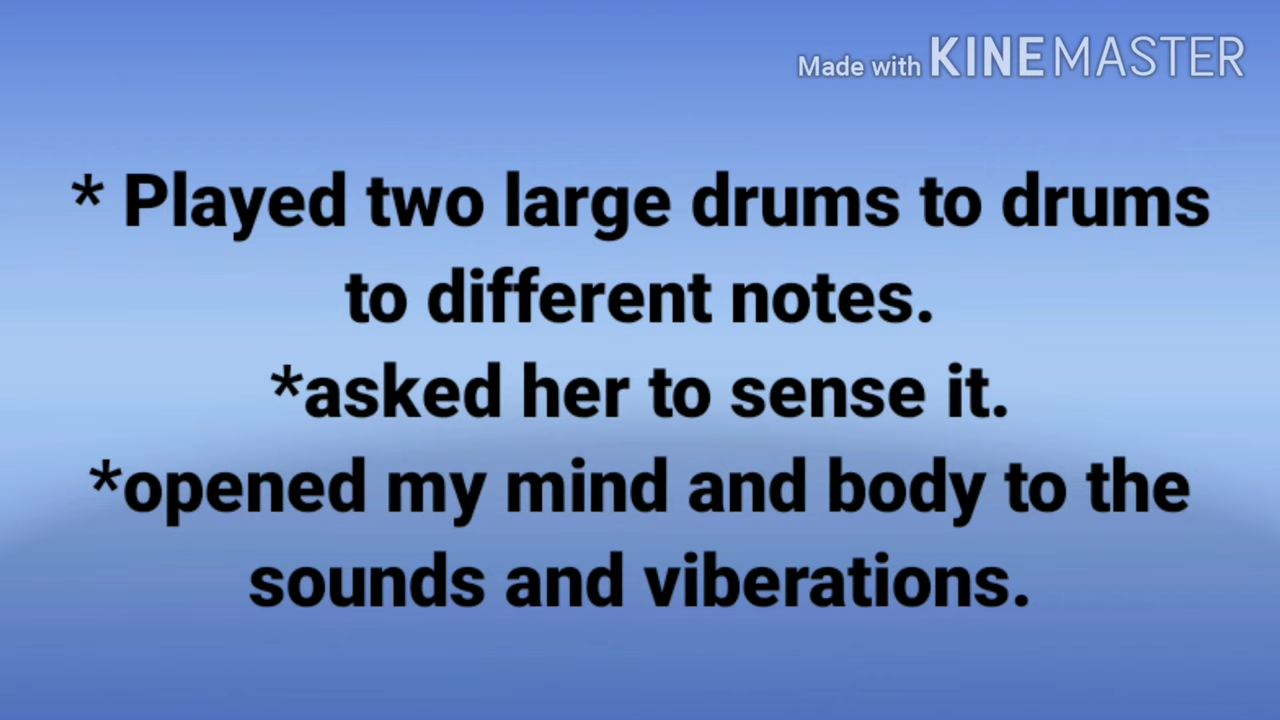 Made with KINEMASTER
* Played two large drums to drums
to different notes.
*asked her to sense it.
*opened my mind and body to the
sounds and viberations.